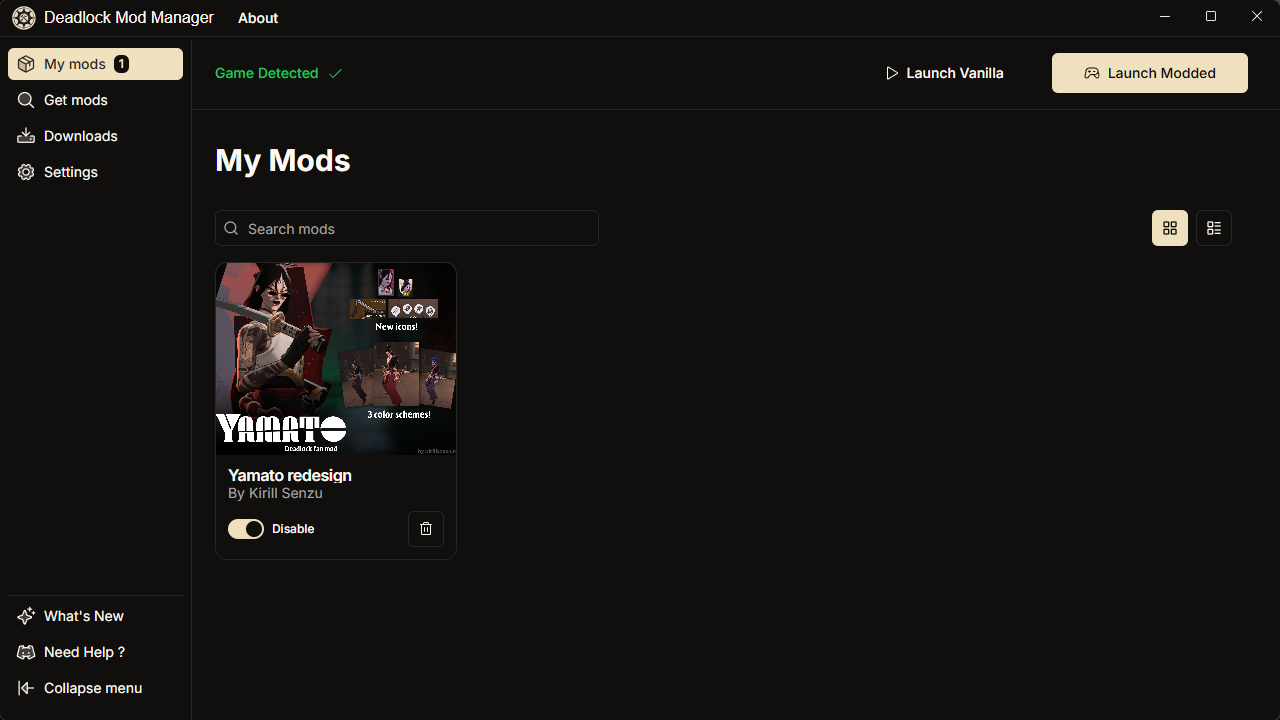 Deadlock Mod Manager
About
My mods 1
Get mods
Downloads
Settings
Game Detected
Launch Vanilla
Launch Modded
My Mods
Search mods
New icons!
3 color schemes!
YAMATO
Deadlock fan mod
by kirillsenzu
Yamato redesign
By Kirill Senzu
Disable
What's New
Need Help ?
Collapse menu